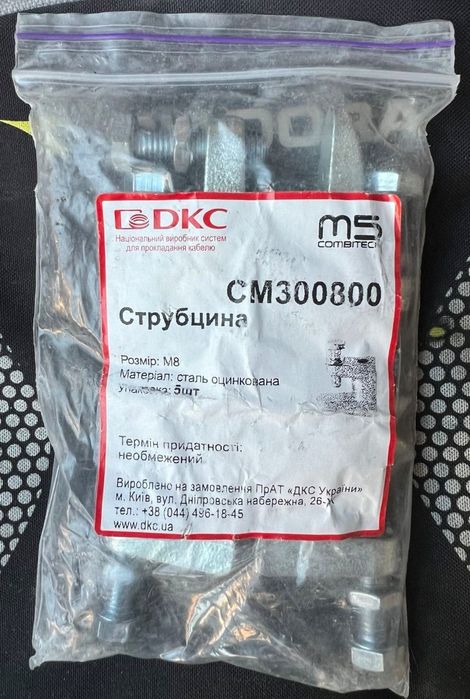 DORA
DKC
Національний виробник систем
для прокладання кабелю
M5
COMBITECH
CM300800
Струбцина
Розмір: М8
Матеріал: сталь оцинкована
упаковка: 5шт
Термін придатності:
необмежений
Вироблено на замовлення ПрАТ «ДКС України»
м. Київ, вул. Дніпровська набережна, 26-
тел.: +38 (044) 496-18-45
www.dkc.ua